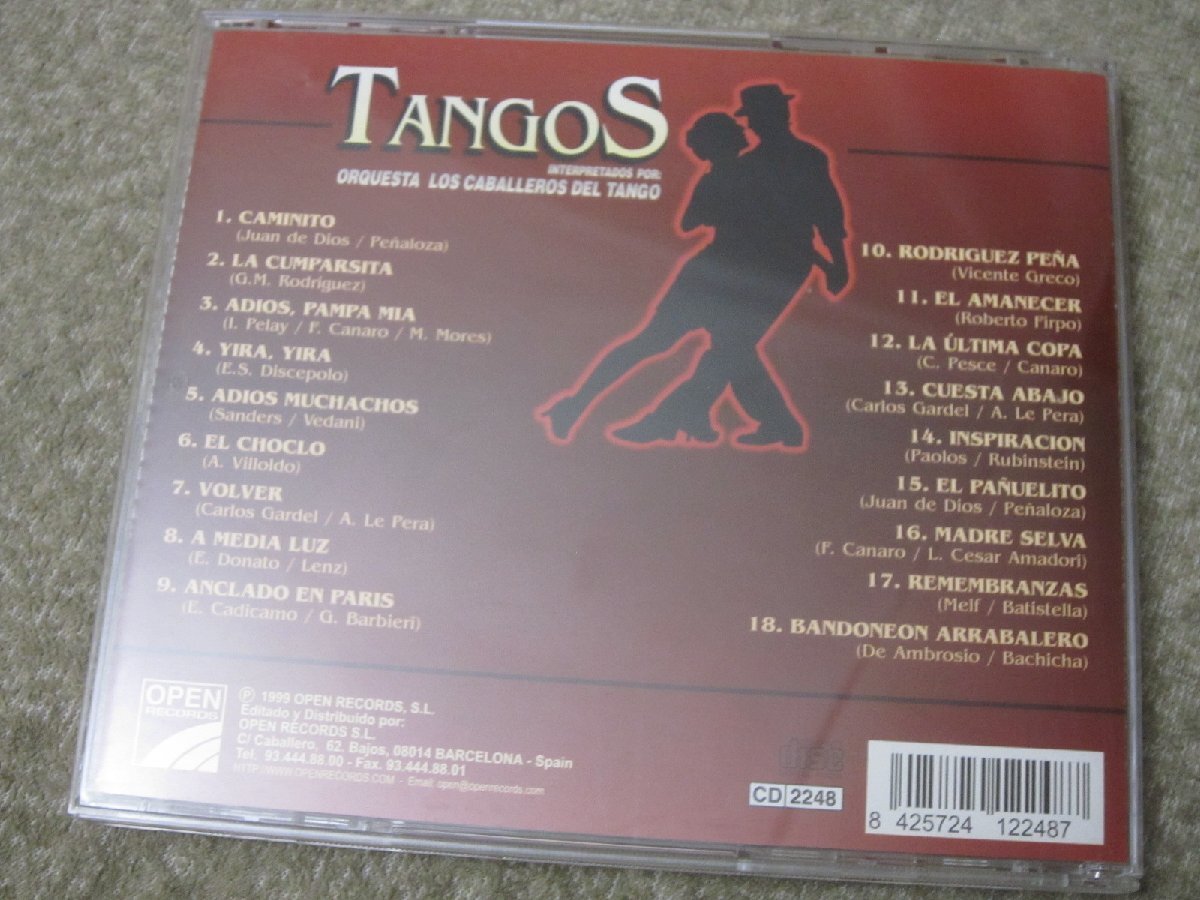 TANGOS
INTERPRETADOS POR:
ORQUESTA LOS CABALLEROS DEL TANGO
1. CAMINITO
(Juan de Dios / Peñaloza)
2. LA CUMPARSITA
(G.M. Rodríguez)
3. ADIOS, PAMPA MIA
(I. Pelay / F. Canaro / M. Mores)
4. YIRA, YIRA
(E.S. Discepolo)
5. ADIOS MUCHACHOS
(Sanders / Vedani)
6. EL CHOCLO
(A. Villoldo)
7. VOLVER
(Carlos Gardel / A. Le Pera)
8. A MEDIA LUZ
(E. Donato / Lenz)
9. ANCLADO EN PARIS
(E. Cadicamo / G. Barbieri)
10. RODRIGUEZ PEÑA
(Vicente Greco)
11. EL AMANECER
(Roberto Firpo)
12. LA ÚLTIMA COPA
(C. Pesce / Canaro)
13. CUESTA ABAJO
(Carlos Gardel / A. Le Pera)
14. INSPIRACION
(Paolos / Rubinstein)
15. EL PAÑUELITO
(Juan de Dios / Peñaloza)
16. MADRE SELVA
(F. Canaro / L. Cesar Amadori)
17. REMEMBRANZAS
(Melf / Batistella)
18. BANDONEON ARRABALERO
(De Ambrosio / Bachicha)
OPEN
RECORDS
℗ 1999 OPEN RECORDS, S.L.
Editado y Distribuido por:
OPEN RECORDS S.L.
C/ Caballero, 62. Bajos, 08014 BARCELONA - Spain
Tel. 93.444.88.00 - Fax. 93.444.88.01
HTTP://WWW.OPENRECORDS.COM - Email: open@openrecords.com
disc
CD 2248
8 425724 122487